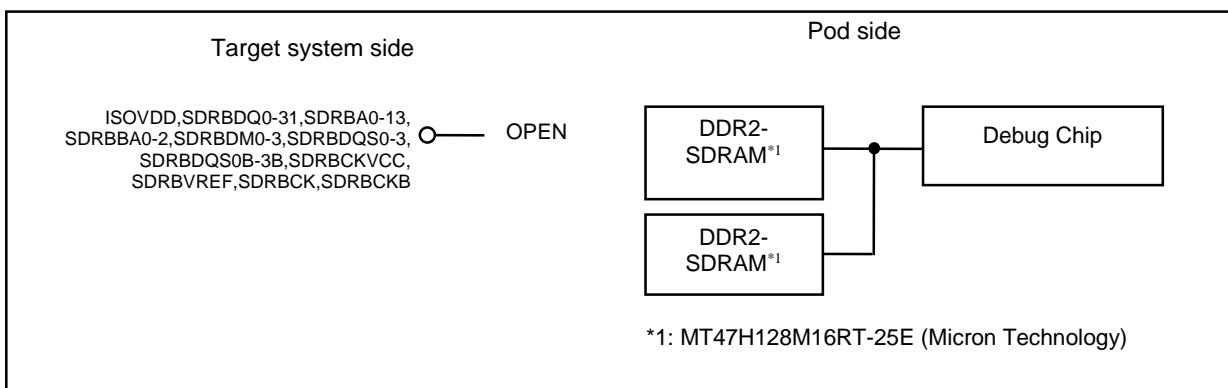 Target system side
Pod side
ISOVDD,SDRBDQ0-31,SDRBA0-13,
SDRBBA0-2,SDRBDM0-3,SDRBDQS0-3,
SDRBDQS0B-3B,SDRBCKVCC,
SDRBVREF,SDRBCK,SDRBCKB
OPEN
DDR2-
SDRAM*1
Debug Chip
DDR2-
SDRAM*1
*1: MT47H128M16RT-25E (Micron Technology)